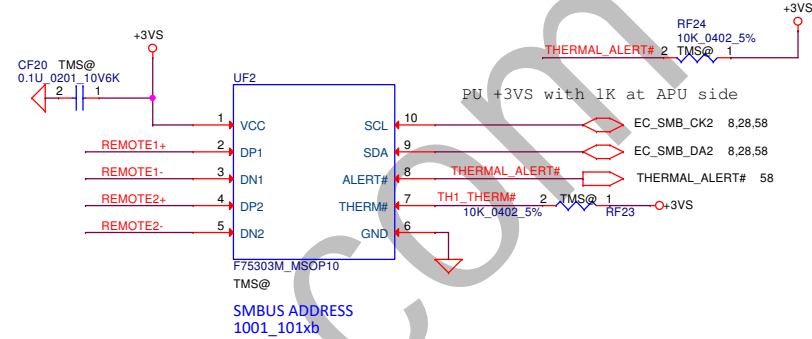 +3VS
+3VS
RF24
10K_0402_5%
THERMAL_ALERT# 2 TMS@ 1
CF20 TMS@
0.1U_0201_10V6K
2 1
UF2
PU +3VS with 1K at APU side
1 VCC SCL 10 EC_SMB_CK2 8,28,58
REMOTE1+ 2 DP1 SDA 9 EC_SMB_DA2 8,28,58
REMOTE1- 3 DN1 ALERT# 8 THERMAL_ALERT# THERMAL_ALERT# 58
REMOTE2+ 4 DP2 THERM# 7 TH1_THERM# 2 TMS@ 1 +3VS
10K_0402_5% RF23
REMOTE2- 5 DN2 GND 6
F75303M_MSOP10
TMS@
SMBUS ADDRESS
1001_101xb
com